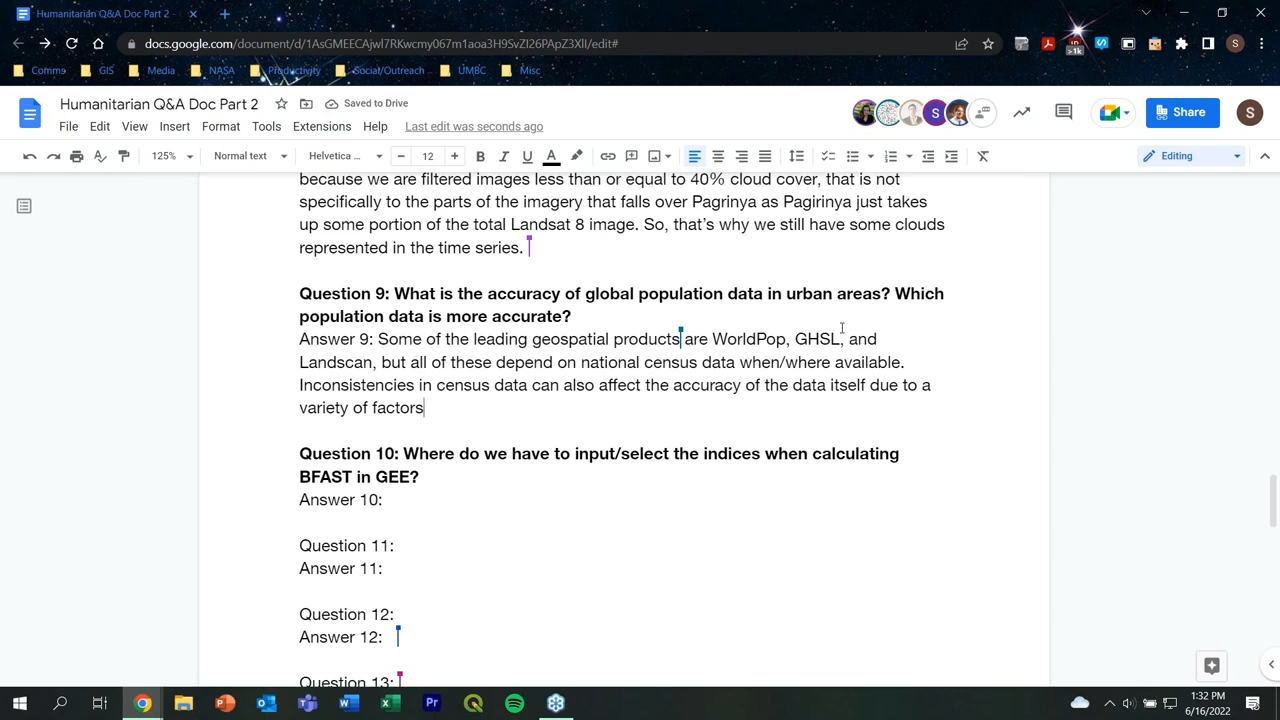 Humanitarian Q&A Doc Part 2
docs.google.com/document/d/1AsGMEECAjwl7RKwcmy067m1aoa3H9SvZI26PApZ3XlI/edit#
>1k
S
Comms GIS Media NASA Productivity Social/Outreach UMBC Misc
Humanitarian Q&A Doc Part 2 Saved to Drive
File Edit View Insert Format Tools Extensions Help Last edit was seconds ago
S Share S
125% Normal text Helvetica ... 12 B I U A Editing
because we are filtered images less than or equal to 40% cloud cover, that is not
specifically to the parts of the imagery that falls over Pagrinya as Pagirinya just takes
up some portion of the total Landsat 8 image. So, that's why we still have some clouds
represented in the time series.
Question 9: What is the accuracy of global population data in urban areas? Which
population data is more accurate?
Answer 9: Some of the leading geospatial products are WorldPop, GHSL, and
Landscan, but all of these depend on national census data when/where available.
Inconsistencies in census data can also affect the accuracy of the data itself due to a
variety of factors
Question 10: Where do we have to input/select the indices when calculating
BFAST in GEE?
Answer 10:
Question 11:
Answer 11:
Question 12:
Answer 12:
Question 13:
1:32 PM
6/16/2022